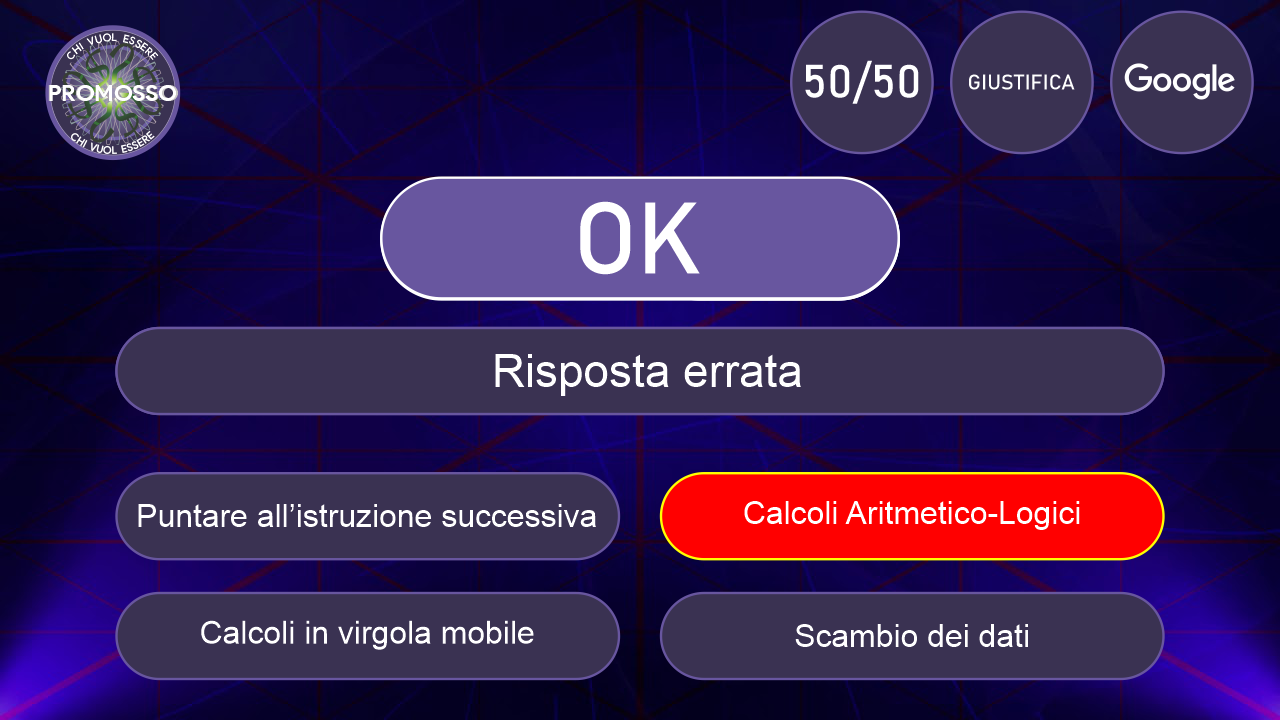 CHI VUOL ESSERE
PROMOSSO
CHI VUOL ESSERE
50/50
GIUSTIFICA
Google
OK
Risposta errata
Puntare all’istruzione successiva
Calcoli Aritmetico-Logici
Calcoli in virgola mobile
Scambio dei dati